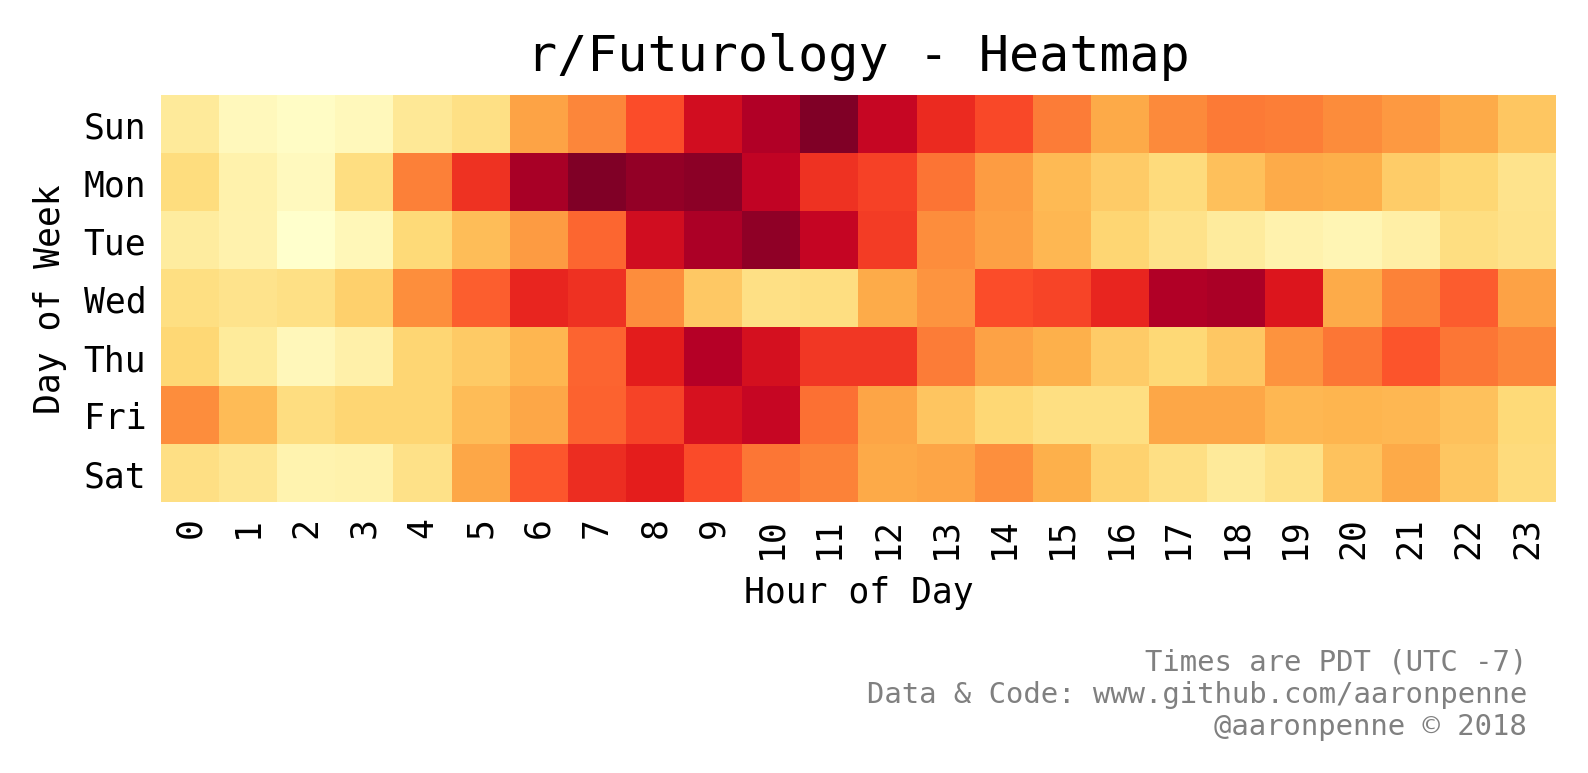 r/Futurology - Heatmap
Day of Week
Sun
Mon
Tue
Wed
Thu
Fri
Sat
0 1 2 3 4 5 6 7 8 9 10 11 12 13 14 15 16 17 18 19 20 21 22 23
Hour of Day
Times are PDT (UTC -7)
Data & Code: www.github.com/aaronpenne
@aaronpenne © 2018